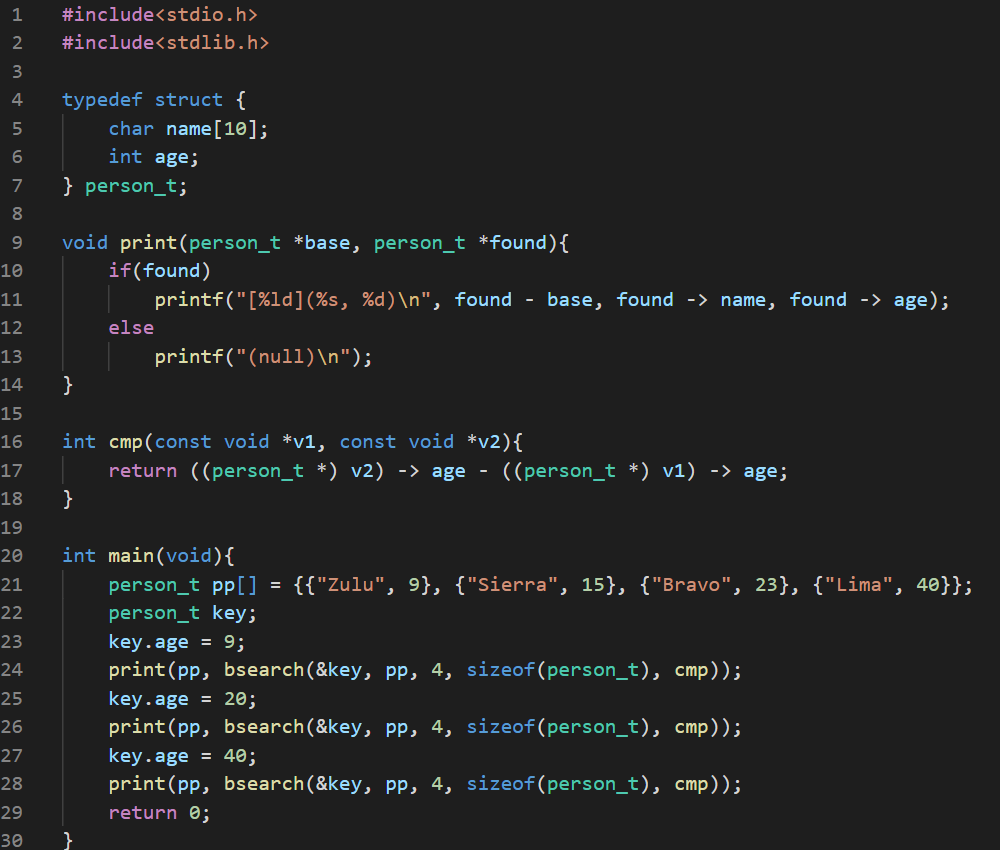 1 #include<stdio.h>
2 #include<stdlib.h>
3
4 typedef struct {
5     char name[10];
6     int age;
7 } person_t;
8
9 void print(person_t *base, person_t *found){
10     if(found)
11         printf("[%ld](%s, %d)\n", found - base, found -> name, found -> age);
12     else
13         printf("(null)\n");
14 }
15
16 int cmp(const void *v1, const void *v2){
17     return ((person_t *) v2) -> age - ((person_t *) v1) -> age;
18 }
19
20 int main(void){
21     person_t pp[] = {{"Zulu", 9}, {"Sierra", 15}, {"Bravo", 23}, {"Lima", 40}};
22     person_t key;
23     key.age = 9;
24     print(pp, bsearch(&key, pp, 4, sizeof(person_t), cmp));
25     key.age = 20;
26     print(pp, bsearch(&key, pp, 4, sizeof(person_t), cmp));
27     key.age = 40;
28     print(pp, bsearch(&key, pp, 4, sizeof(person_t), cmp));
29     return 0;
30 }